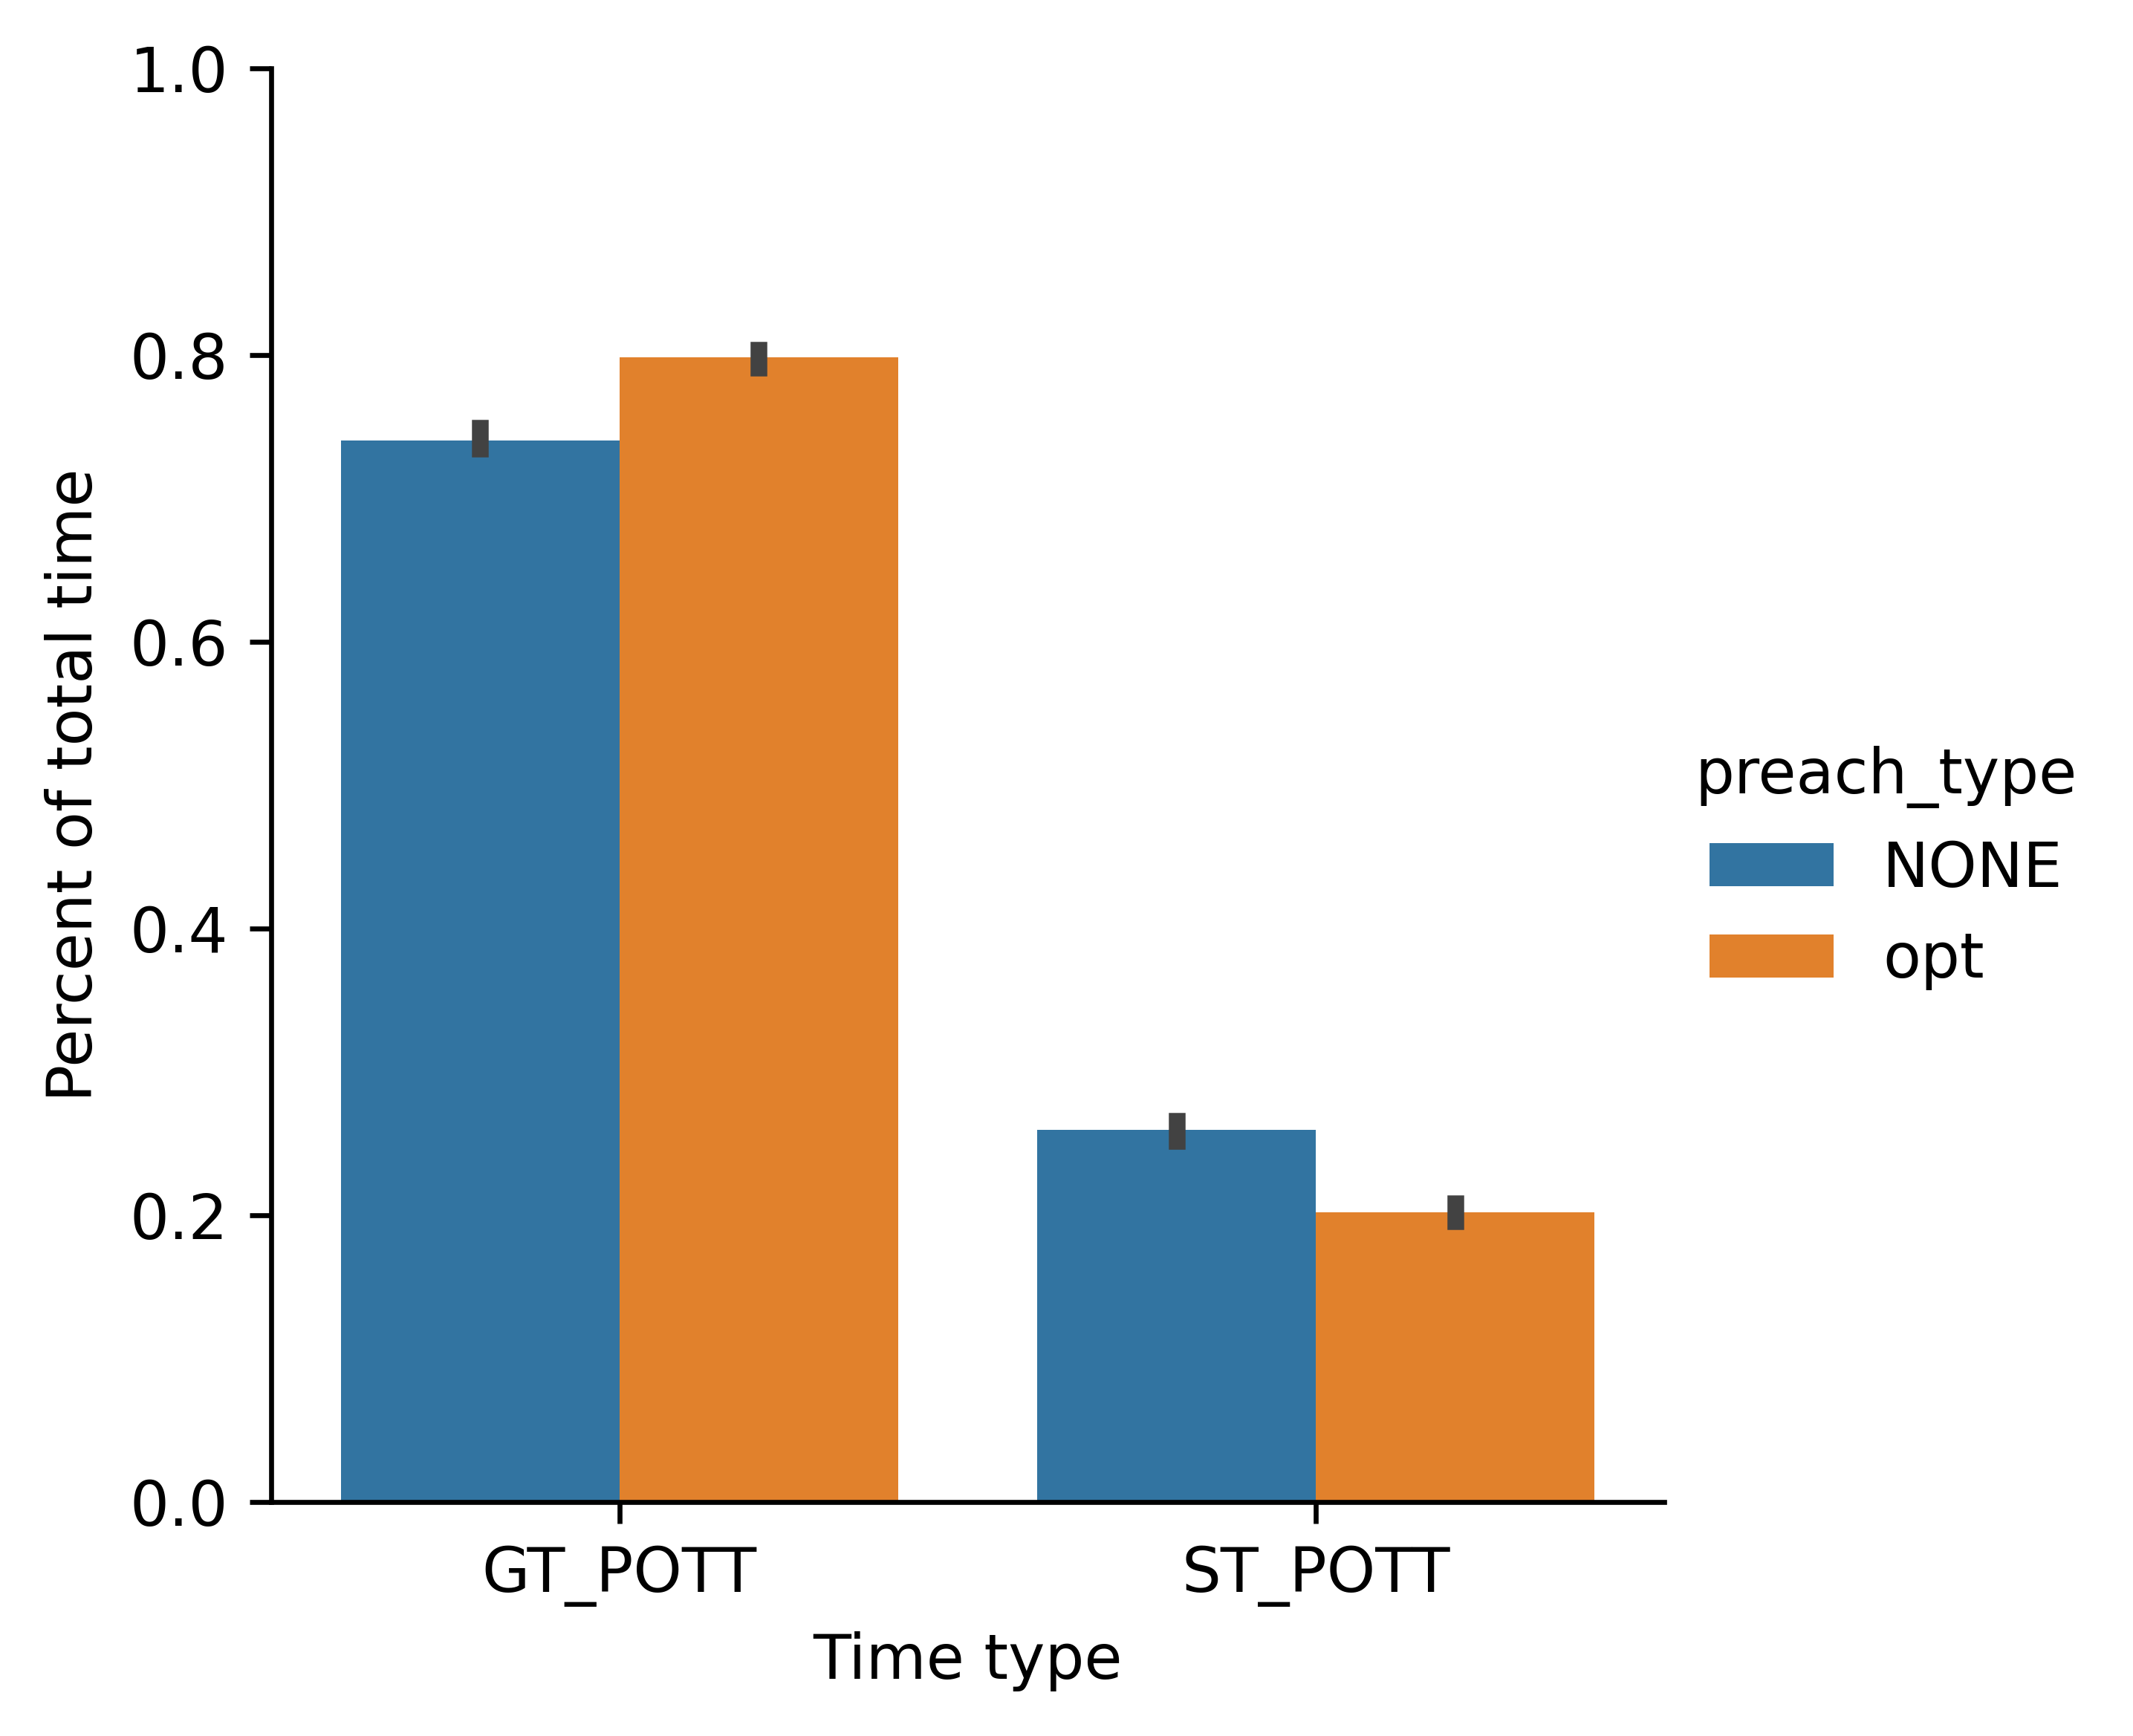 1.0
0.8
0.6
0.4
0.2
0.0
Percent of total time
GT_POTT
ST_POTT
Time type
preach_type
NONE
opt